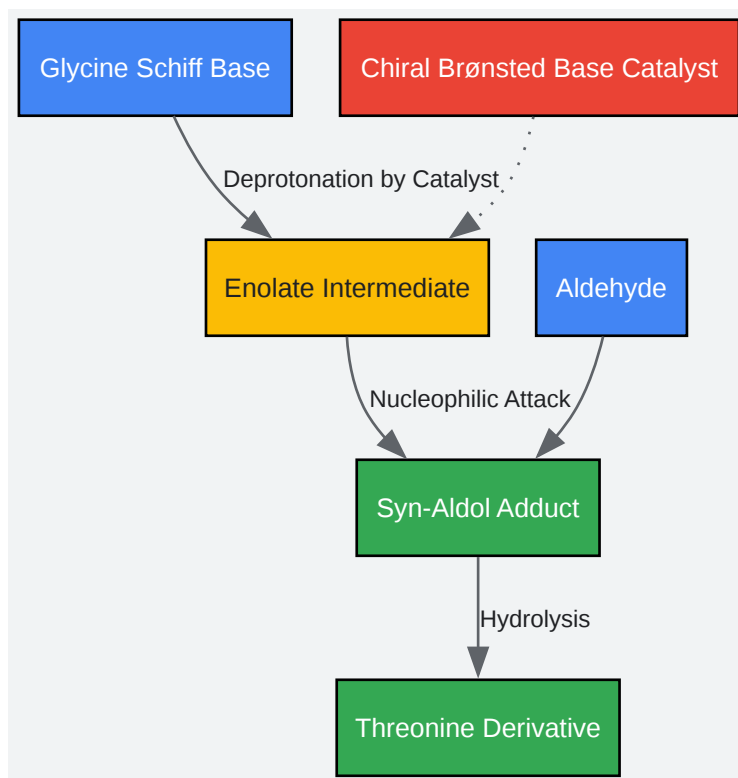 Glycine Schiff Base
Chiral Brønsted Base Catalyst
Deprotonation by Catalyst
Enolate Intermediate
Aldehyde
Nucleophilic Attack
Syn-Aldol Adduct
Hydrolysis
Threonine Derivative